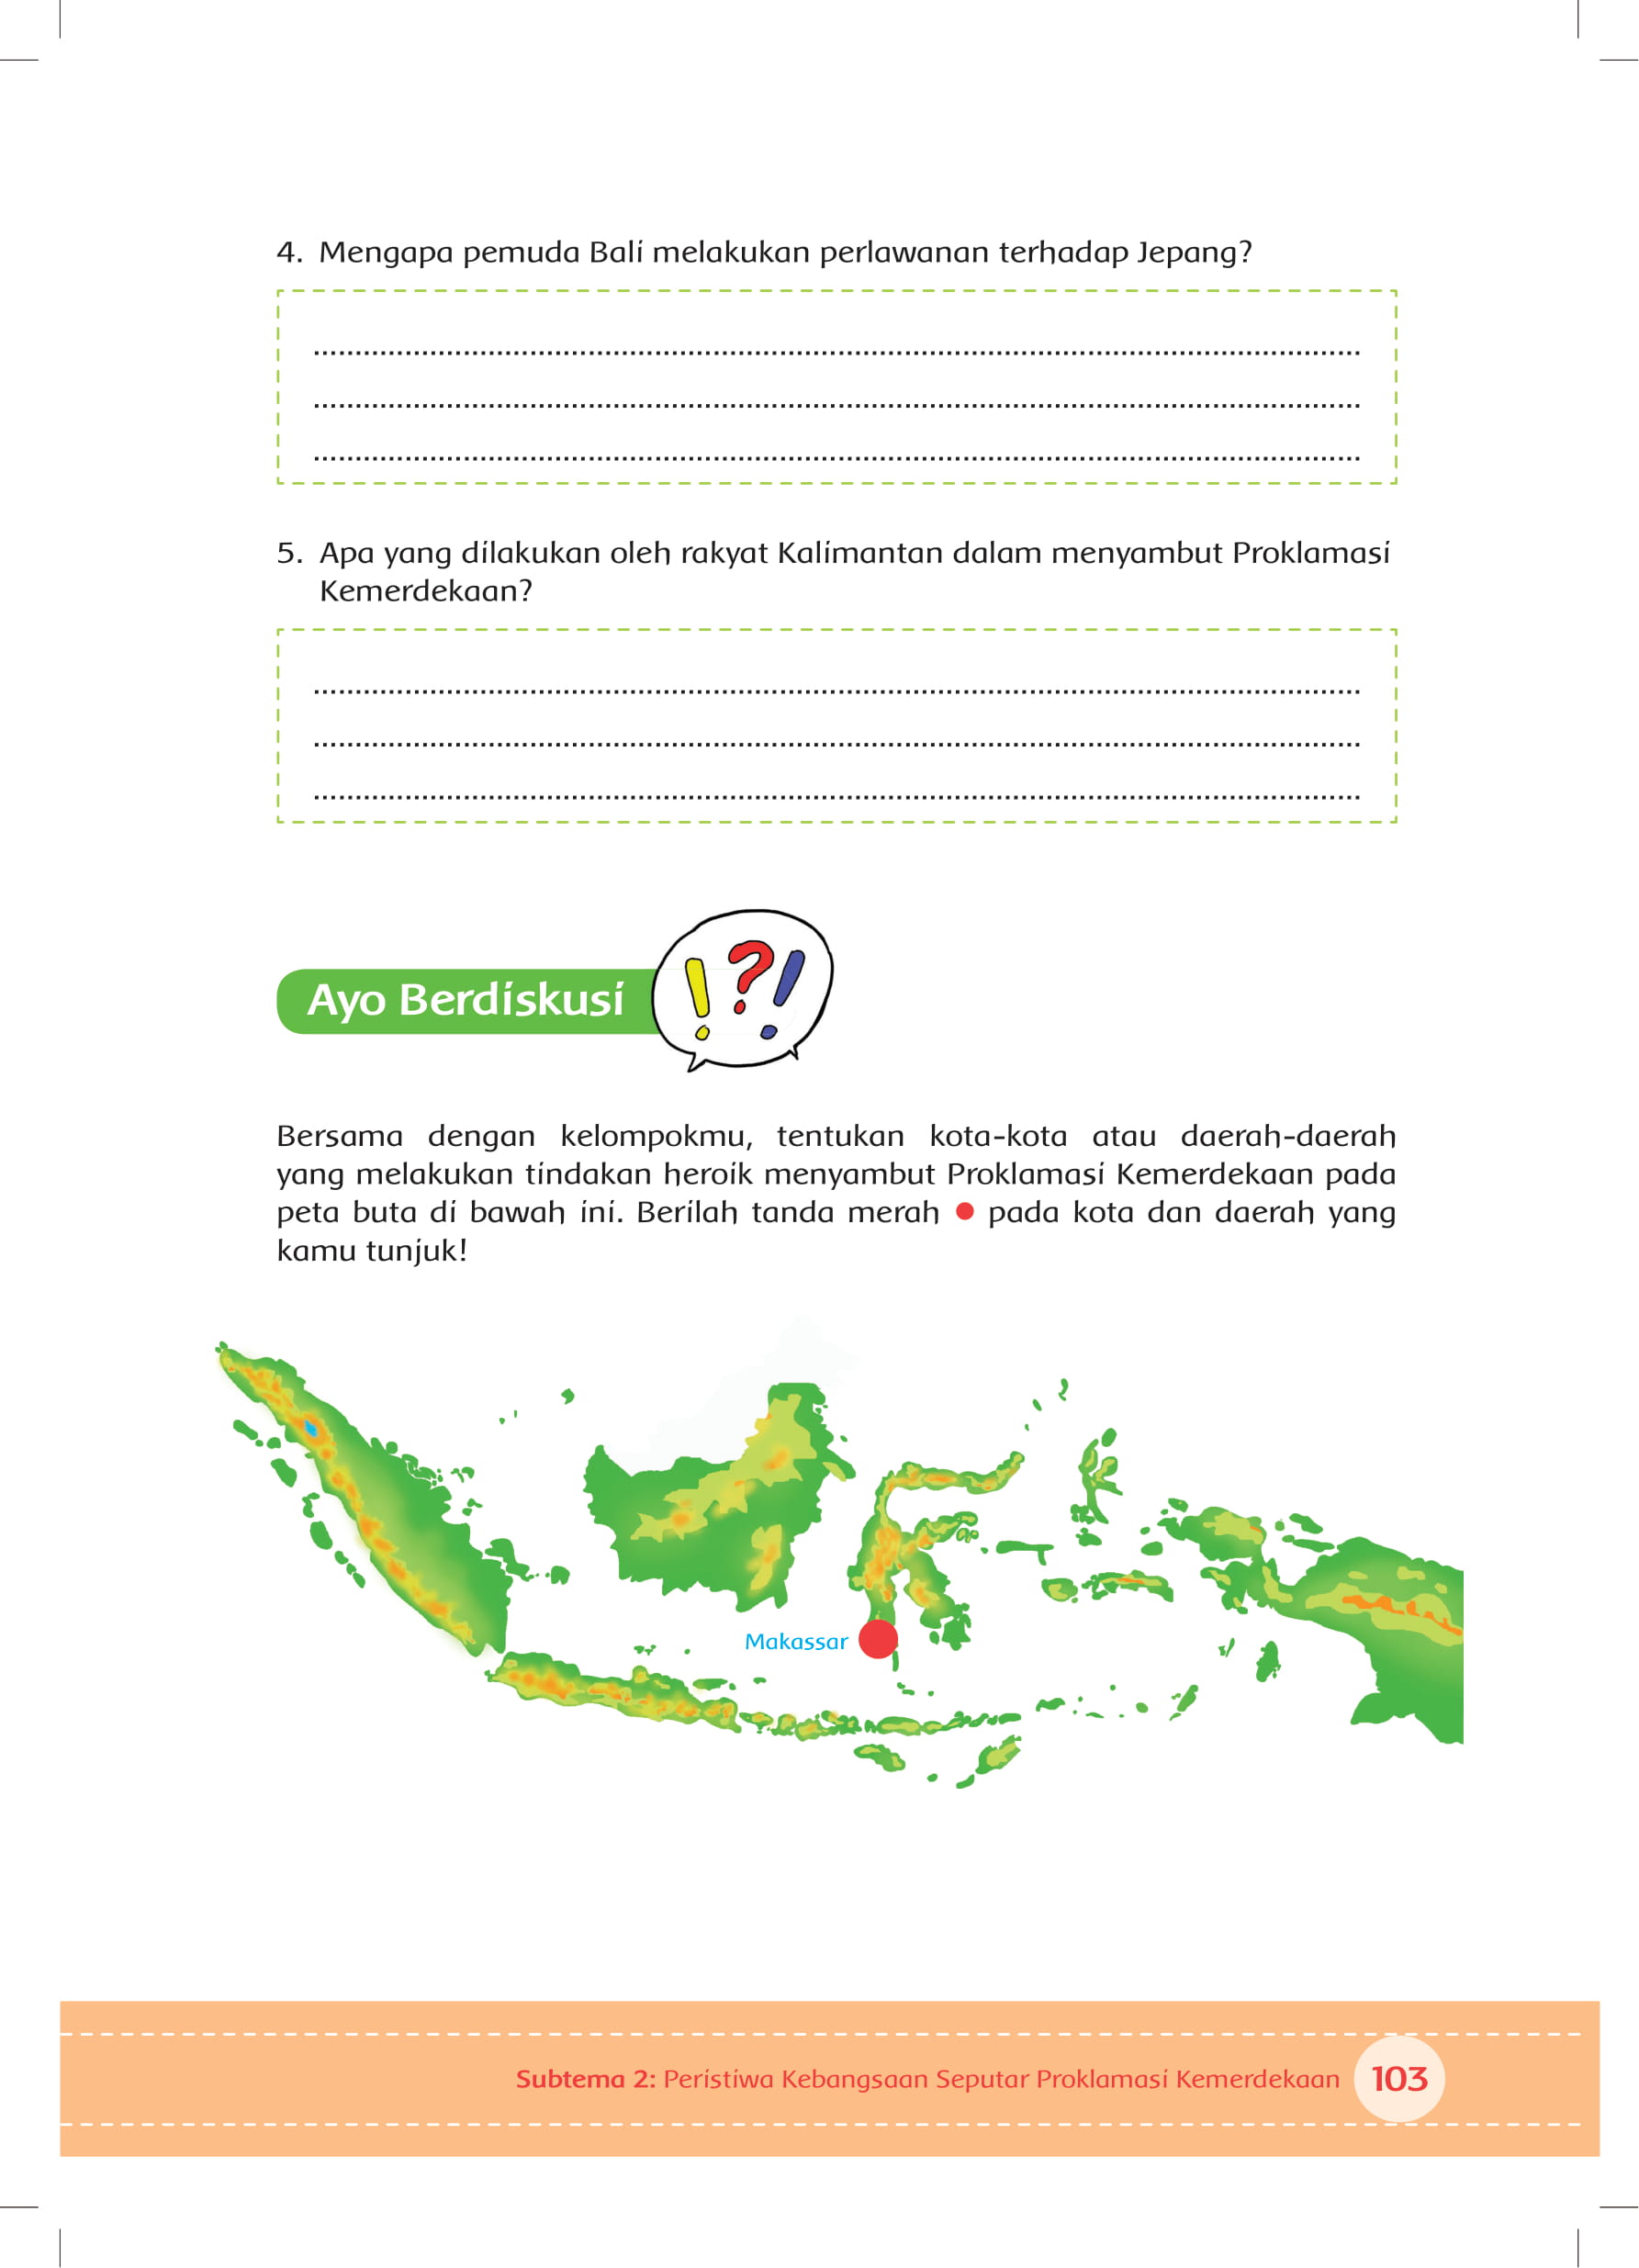 4. Mengapa pemuda Bali melakukan perlawanan terhadap Jepang?
5. Apa yang dilakukan oleh rakyat Kalimantan dalam menyambut Proklamasi
Kemerdekaan?
Ayo Berdiskusi
!?!
Bersama dengan kelompokmu, tentukan kota-kota atau daerah-daerah
yang melakukan tindakan heroik menyambut Proklamasi Kemerdekaan pada
peta buta di bawah ini. Berilah tanda merah ● pada kota dan daerah yang
kamu tunjuk!
Makassar
Subtema 2: Peristiwa Kebangsaan Seputar Proklamasi Kemerdekaan 103